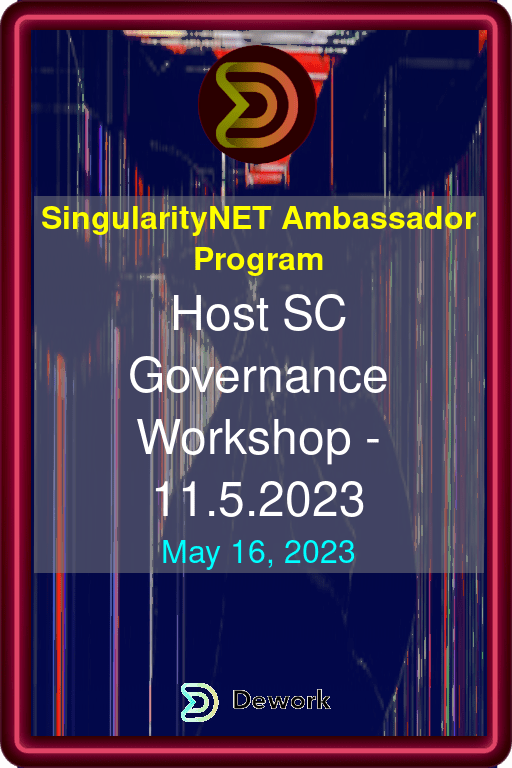 SingularityNET Ambassador
Program
Host SC
Governance
Workshop -
11.5.2023
May 16, 2023
Dework